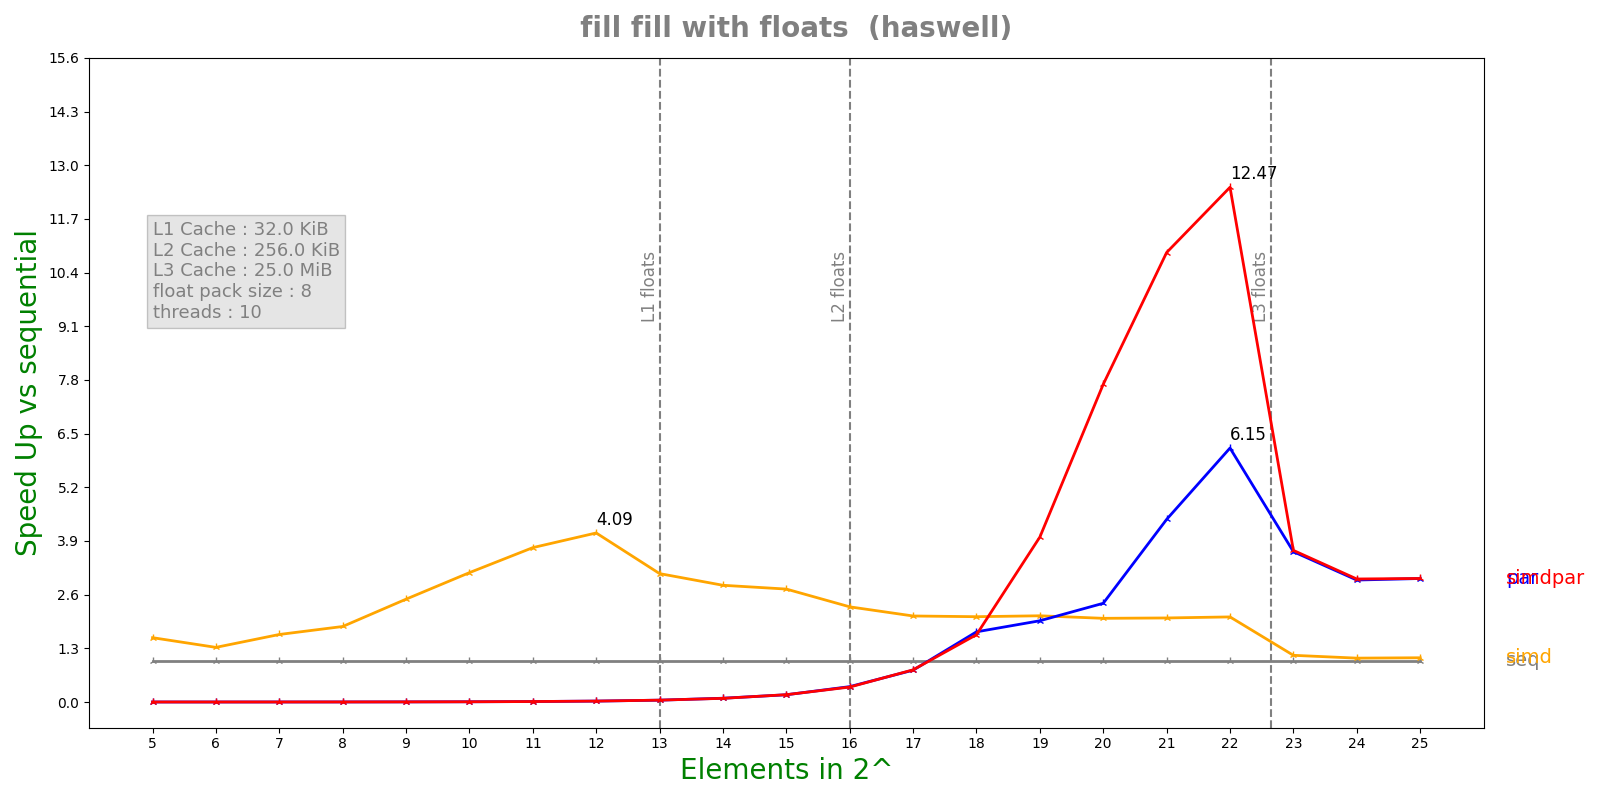 fill fill with floats  (haswell)
Speed Up vs sequential
15.6
14.3
13.0
11.7
10.4
9.1
7.8
6.5
5.2
3.9
2.6
1.3
0.0
L1 Cache : 32.0 KiB
L2 Cache : 256.0 KiB
L3 Cache : 25.0 MiB
float pack size : 8
threads : 10
L1 floats
L2 floats
L3 floats
4.09
12.47
6.15
par
simdpar
simd
seq
5 6 7 8 9 10 11 12 13 14 15 16 17 18 19 20 21 22 23 24 25
Elements in 2^